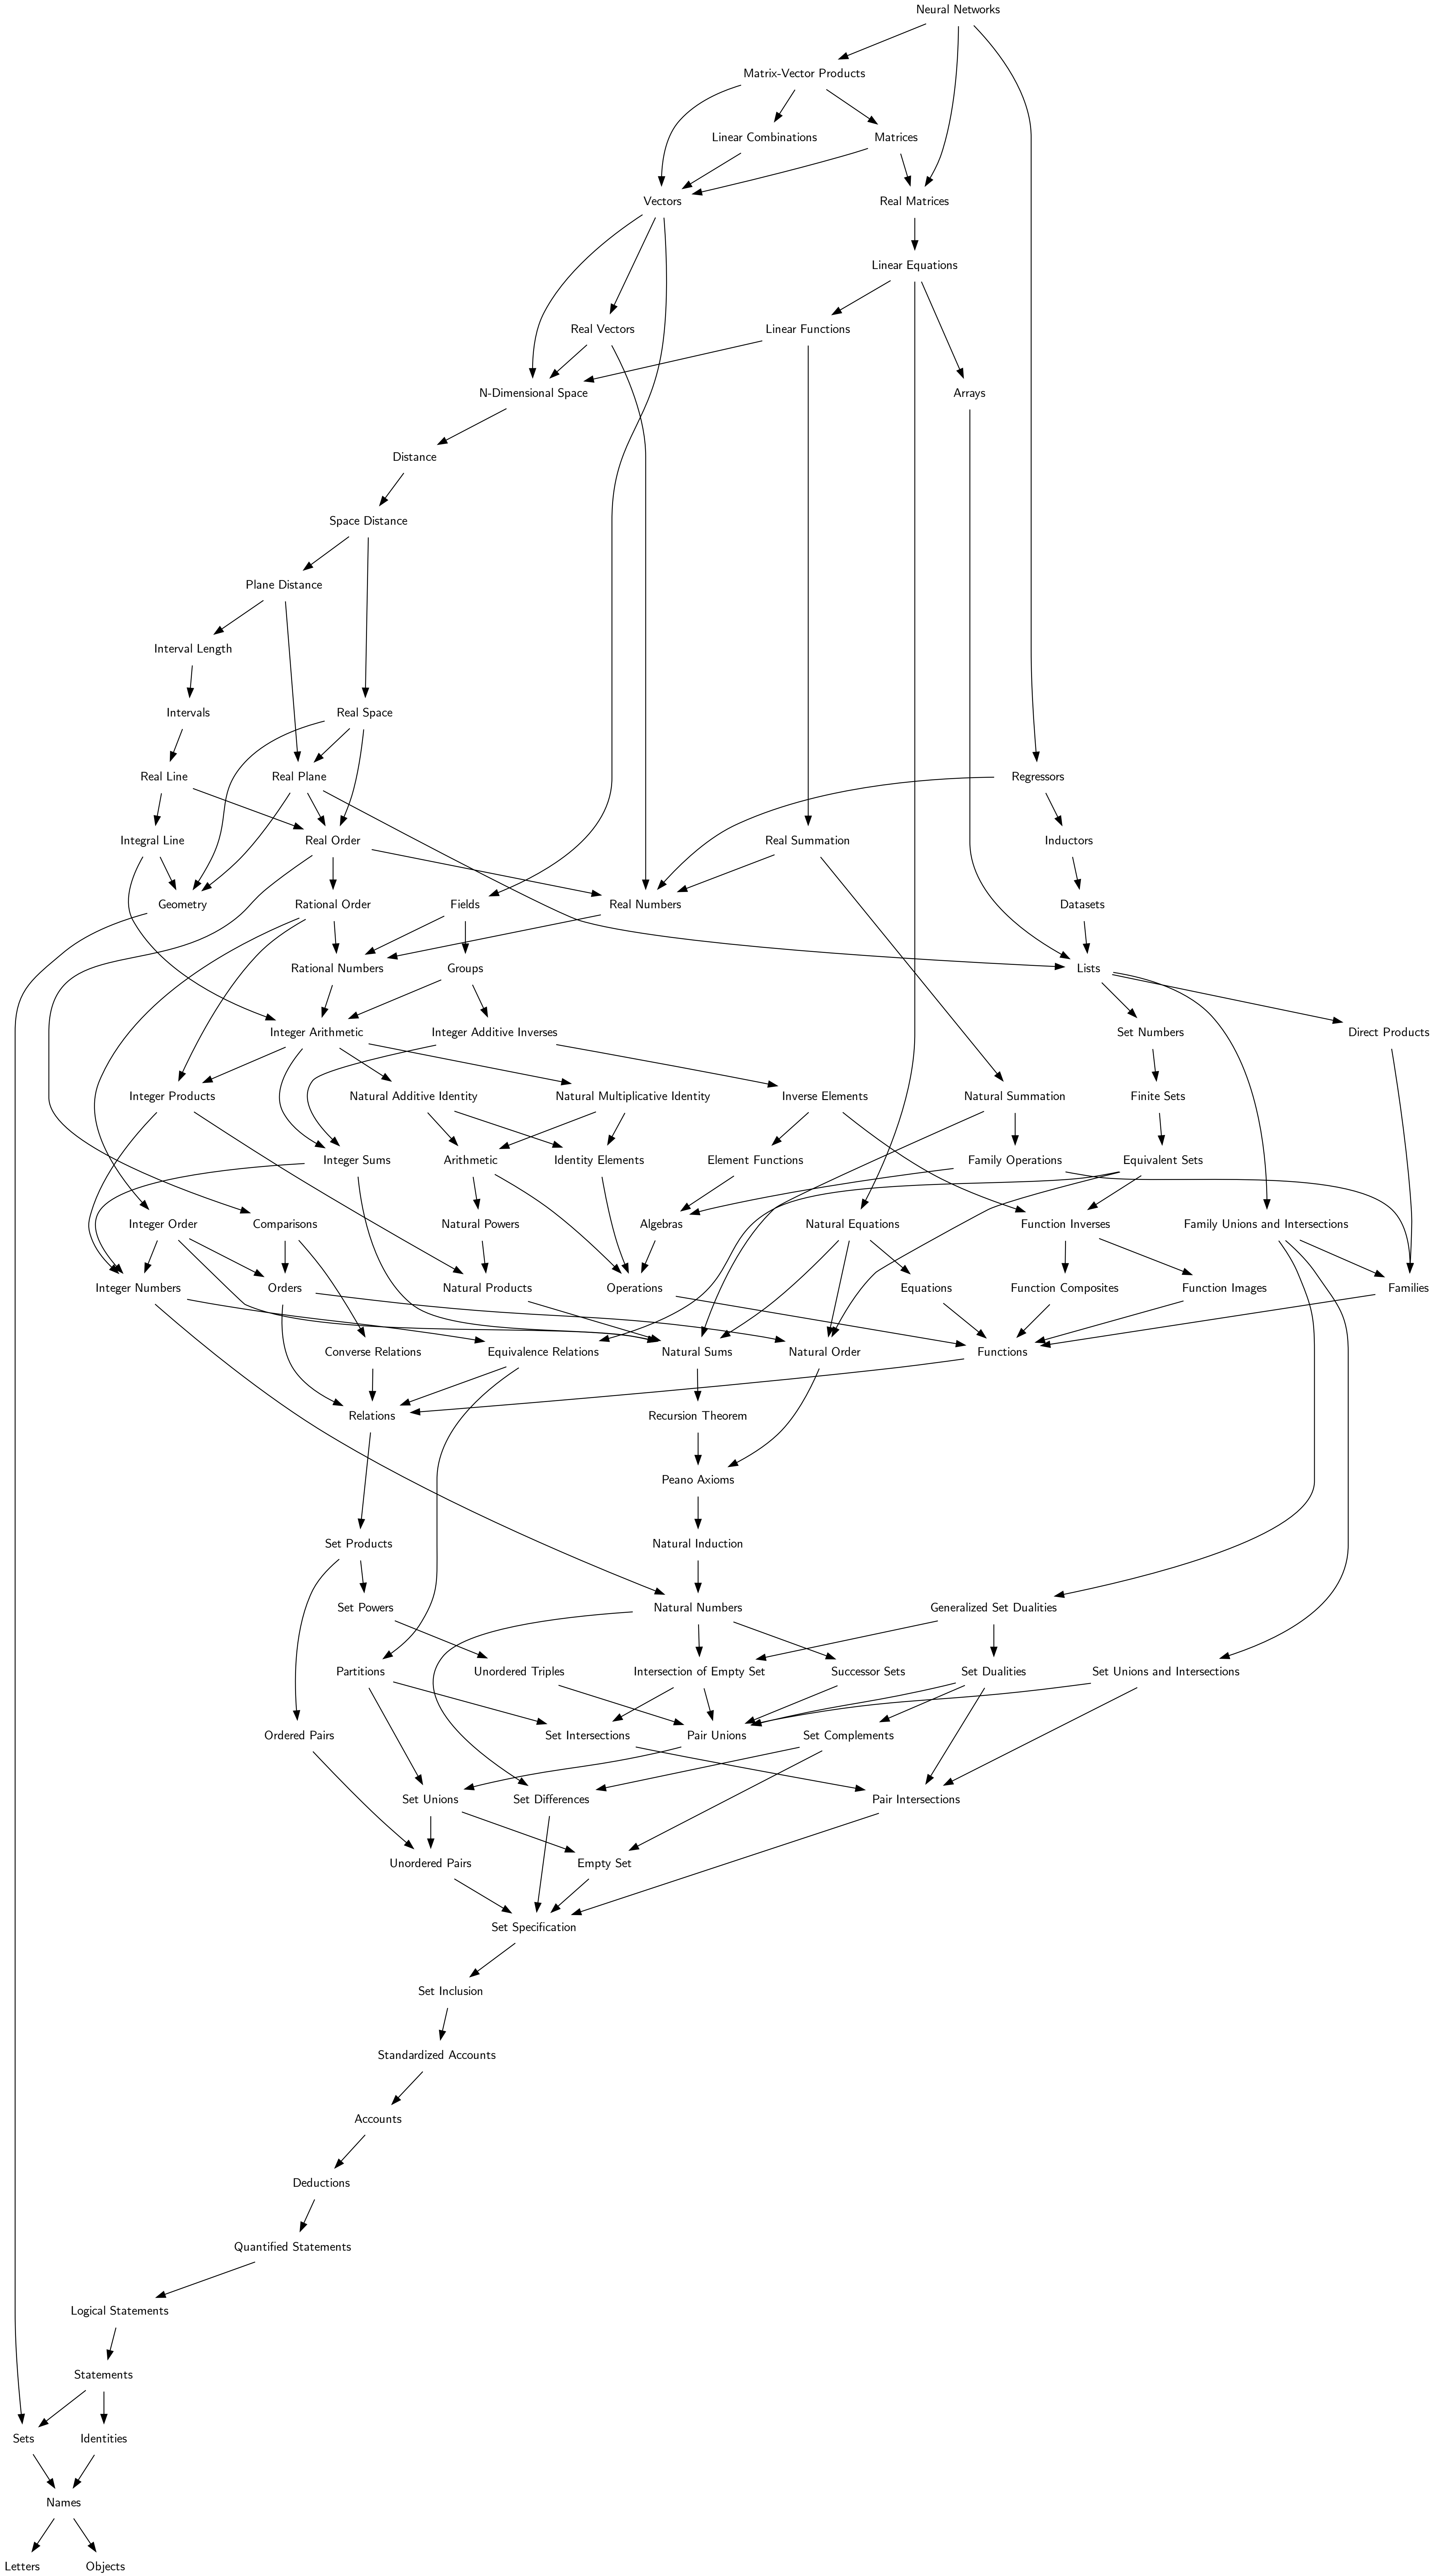 Neural Networks
Matrix-Vector Products
Linear Combinations
Matrices
Vectors
Real Matrices
Linear Equations
Real Vectors
Linear Functions
N-Dimensional Space
Arrays
Distance
Space Distance
Plane Distance
Interval Length
Intervals
Real Space
Real Line
Real Plane
Regressors
Integral Line
Real Order
Real Summation
Inductors
Geometry
Rational Order
Fields
Real Numbers
Datasets
Rational Numbers
Groups
Lists
Integer Arithmetic
Integer Additive Inverses
Set Numbers
Direct Products
Integer Products
Natural Additive Identity
Natural Multiplicative Identity
Inverse Elements
Natural Summation
Finite Sets
Integer Sums
Arithmetic
Identity Elements
Element Functions
Family Operations
Equivalent Sets
Integer Order
Comparisons
Natural Powers
Algebras
Natural Equations
Function Inverses
Family Unions and Intersections
Integer Numbers
Orders
Natural Products
Operations
Equations
Function Composites
Function Images
Families
Converse Relations
Equivalence Relations
Natural Sums
Natural Order
Functions
Relations
Recursion Theorem
Peano Axioms
Set Products
Natural Induction
Set Powers
Natural Numbers
Generalized Set Dualities
Partitions
Unordered Triples
Intersection of Empty Set
Successor Sets
Set Dualities
Set Unions and Intersections
Ordered Pairs
Set Intersections
Pair Unions
Set Complements
Set Unions
Set Differences
Pair Intersections
Unordered Pairs
Empty Set
Set Specification
Set Inclusion
Standardized Accounts
Accounts
Deductions
Quantified Statements
Logical Statements
Statements
Sets
Identities
Names
Letters
Objects